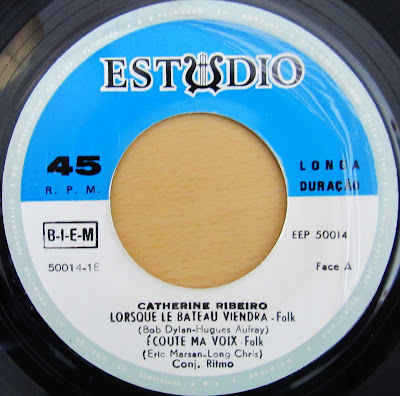 ESTUDIO
45
R. P. M.
LONGA
DURAÇÃO
B-I-E-M
EEP 50014
50014-1E
Face A
CATHERINE RIBEIRO
LORSQUE LE BATEAU VIENDRA - Folk
(Bob Dylan-Hugues Aufray)
ÉCOUTE MA VOIX - Folk
(Eric Marsan-Long Chris)
Conj. Ritmo